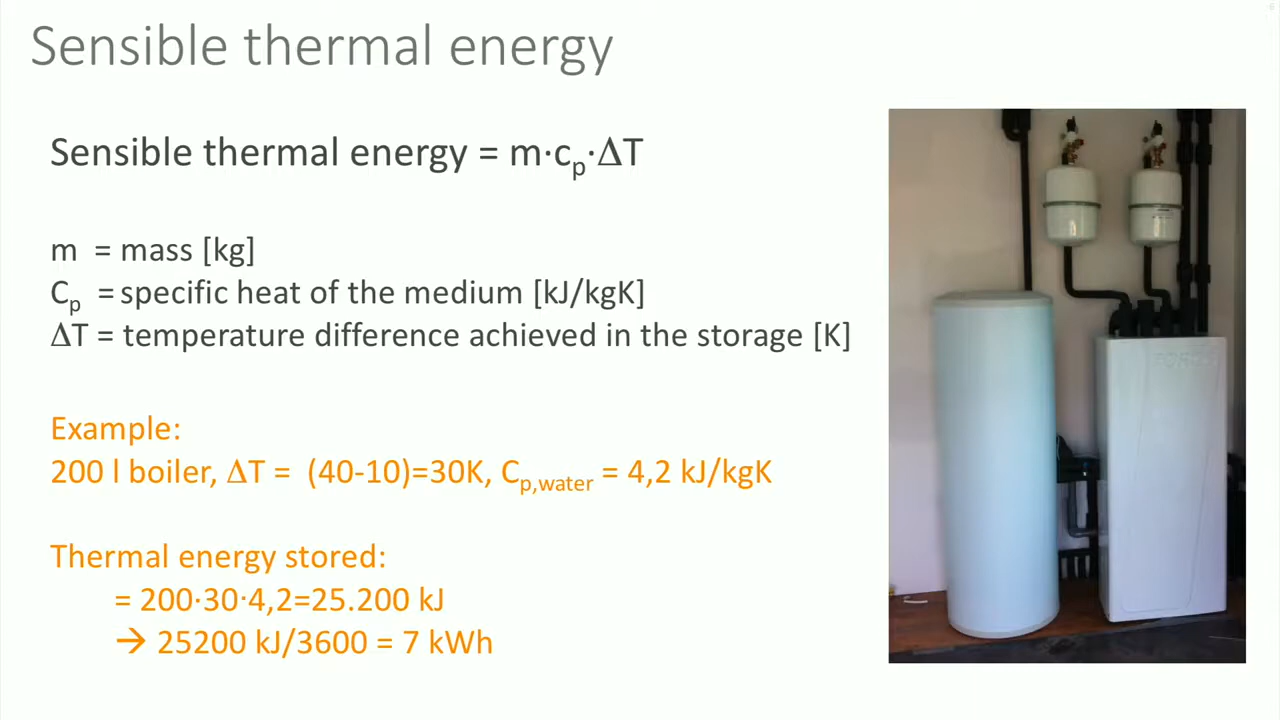 Sensible thermal energy
Sensible thermal energy = m·cp·ΔT
m = mass [kg]
Cp = specific heat of the medium [kJ/kgK]
ΔT = temperature difference achieved in the storage [K]
Example:
200 l boiler, ΔT = (40-10)=30K, Cp,water = 4,2 kJ/kgK
Thermal energy stored:
= 200·30·4,2=25.200 kJ
→ 25200 kJ/3600 = 7 kWh